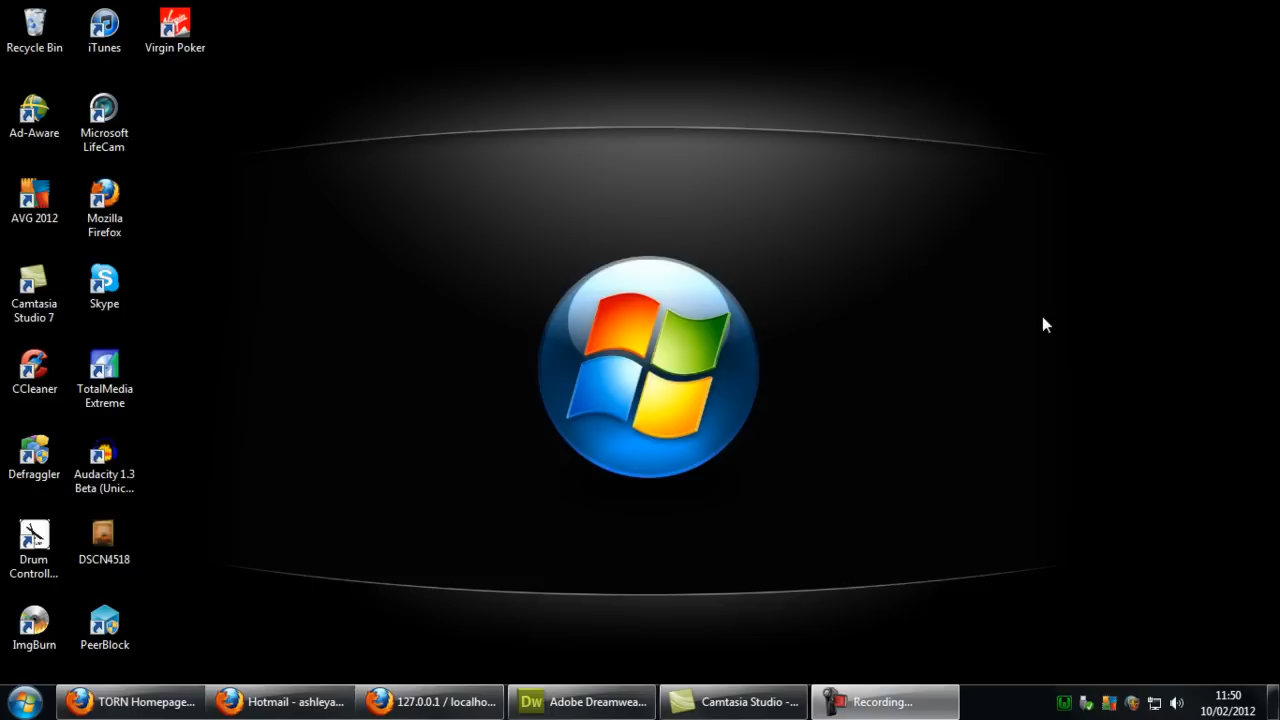 Recycle Bin
iTunes
Virgin Poker
Ad-Aware
Microsoft
LifeCam
AVG 2012
Mozilla
Firefox
Camtasia
Studio 7
Skype
CCleaner
TotalMedia
Extreme
Defraggler
Audacity 1.3
Beta (Unic...
Drum
Controll...
DSCN4518
ImgBurn
PeerBlock
TORN Homepage...
Hotmail - ashleya...
127.0.0.1 / localho...
Dw
Adobe Dreamwea...
Camtasia Studio -...
Recording...
11:50
10/02/2012